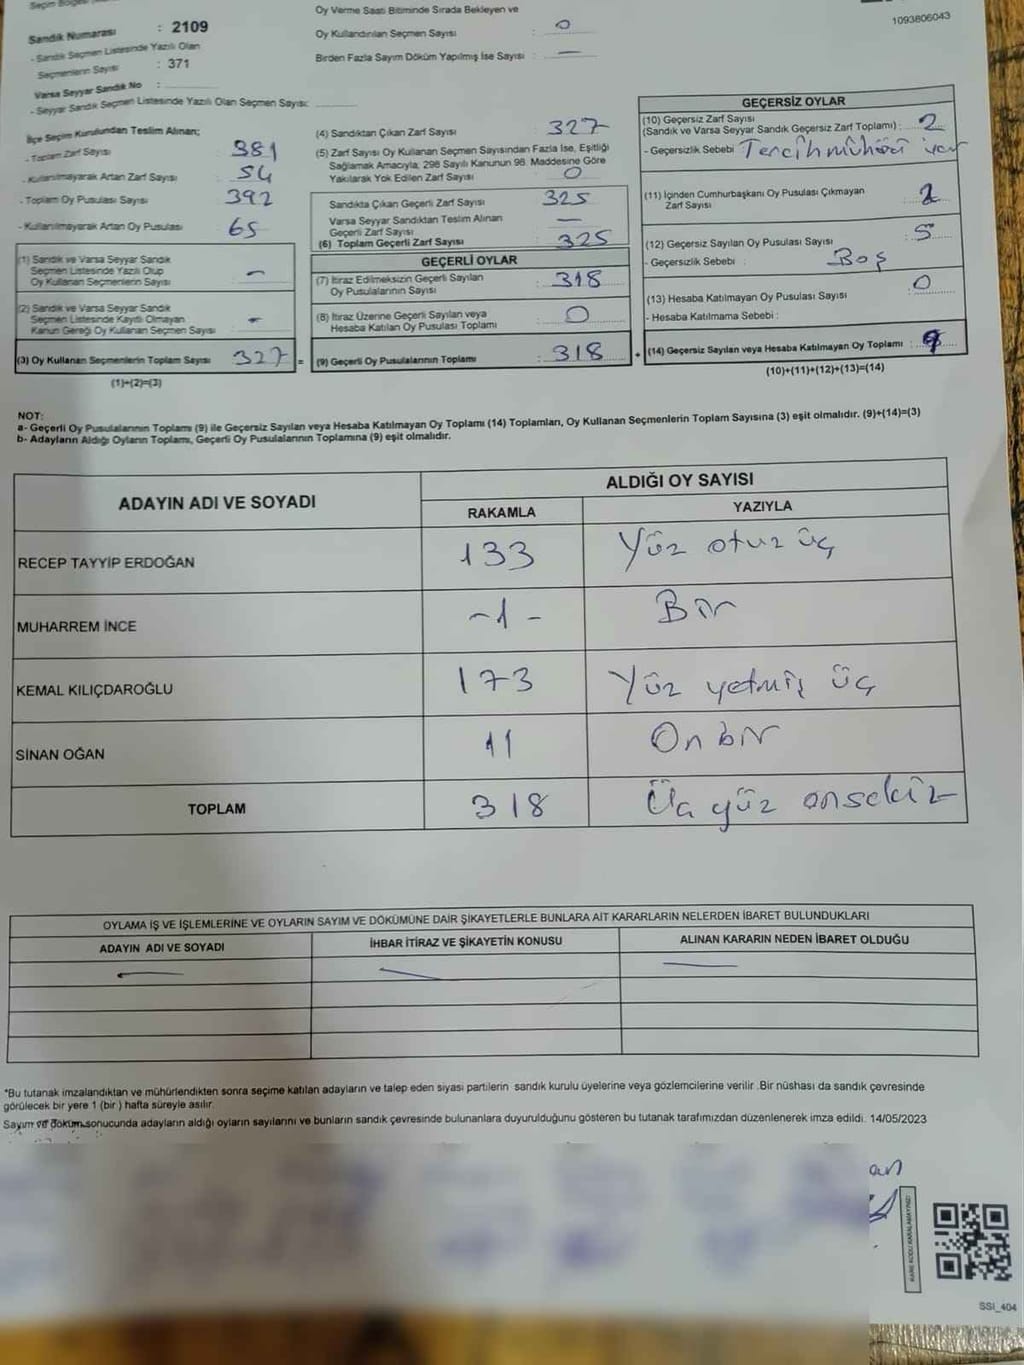 Sandık Numarası : 2109
- Sandık Seçmen Listesinde Yazılı Olan
Seçmenlerin Sayısı : 371
Varsa Seyyar Sandık No :
- Seyyar Sandık Seçmen Listesinde Yazılı Olan Seçmen Sayısı:
Oy Verme Saati Bitiminde Sırada Bekleyen ve
Oy Kullandırılan Seçmen Sayısı : 0
Birden Fazla Sayım Döküm Yapılmış İse Sayısı : —
1093806043
İlçe Seçim Kurulundan Teslim Alınan;
- Toplam Zarf Sayısı : 381
- Kullanılmayarak Artan Zarf Sayısı : 54
- Toplam Oy Pusulası Sayısı : 392
- Kullanılmayarak Artan Oy Pusulası : 65
(1) Sandık ve Varsa Seyyar Sandık
Seçmen Listesinde Yazılı Olup
Oy Kullanan Seçmenlerin Sayısı : -
(2) Sandık ve Varsa Seyyar Sandık
Seçmen Listesinde Kayıtlı Olmayan
Kanun Gereği Oy Kullanan Seçmen Sayısı : -
(3) Oy Kullanan Seçmenlerin Toplam Sayısı : 327 =
(1)+(2)=(3)
(4) Sandıktan Çıkan Zarf Sayısı : 327
(5) Zarf Sayısı Oy Kullanan Seçmen Sayısından Fazla İse, Eşitliği
Sağlamak Amacıyla, 298 Sayılı Kanunun 98. Maddesine Göre
Yakılarak Yok Edilen Zarf Sayısı : 0
Sandıkta Çıkan Geçerli Zarf Sayısı : 325
Varsa Seyyar Sandıktan Teslim Alınan
Geçerli Zarf Sayısı : —
(6) Toplam Geçerli Zarf Sayısı : 325
GEÇERLİ OYLAR
(7) İtiraz Edilmeksizin Geçerli Sayılan
Oy Pusulalarının Sayısı : 318
(8) İtiraz Üzerine Geçerli Sayılan veya
Hesaba Katılan Oy Pusulası Toplamı : 0
(9) Geçerli Oy Pusulalarının Toplamı : 318 +
GEÇERSİZ OYLAR
(10) Geçersiz Zarf Sayısı
(Sandık ve Varsa Seyyar Sandık Geçersiz Zarf Toplamı) : 2
- Geçersizlik Sebebi Tercih mührü var
(11) İçinden Cumhurbaşkanı Oy Pusulası Çıkmayan
Zarf Sayısı : 2
(12) Geçersiz Sayılan Oy Pusulası Sayısı : 5
- Geçersizlik Sebebi : Boş
(13) Hesaba Katılmayan Oy Pusulası Sayısı : 0
- Hesaba Katılmama Sebebi :
(14) Geçersiz Sayılan veya Hesaba Katılmayan Oy Toplamı : 9
(10)+(11)+(12)+(13)=(14)
NOT:
a- Geçerli Oy Pusulalarının Toplamı (9) ile Geçersiz Sayılan veya Hesaba Katılmayan Oy Toplamı (14) Toplamları, Oy Kullanan Seçmenlerin Toplam Sayısına (3) eşit olmalıdır. (9)+(14)=(3)
b- Adayların Aldığı Oyların Toplamı, Geçerli Oy Pusulalarının Toplamına (9) eşit olmalıdır.
ADAYIN ADI VE SOYADI
ALDIĞI OY SAYISI
RAKAMLA YAZIYLA
RECEP TAYYİP ERDOĞAN 133 Yüz otuz üç
MUHARREM İNCE -1- Bir
KEMAL KILIÇDAROĞLU 173 Yüz yetmiş üç
SİNAN OĞAN 11 On bir
TOPLAM 318 Üç yüz onsekiz
OYLAMA İŞ VE İŞLEMLERİNE VE OYLARIN SAYIM VE DÖKÜMÜNE DAİR ŞİKAYETLERLE BUNLARA AİT KARARLARIN NELERDEN İBARET BULUNDUKLARI
ADAYIN ADI VE SOYADI İHBAR İTİRAZ VE ŞİKAYETİN KONUSU ALINAN KARARIN NEDEN İBARET OLDUĞU
*Bu tutanak imzalandıktan ve mühürlendikten sonra seçime katılan adayların ve talep eden siyasi partilerin sandık kurulu üyelerine veya gözlemcilerine verilir. Bir nüshası da sandık çevresinde
görülecek bir yere 1 (bir) hafta süreyle asılır.
Sayım ve döküm sonucunda adayların aldığı oyların sayılarını ve bunların sandık çevresinde bulunanlara duyurulduğunu gösteren bu tutanak tarafımızdan düzenlenerek imza edildi. 14/05/2023
KARE KODU KARALAMAYINIZ!
SSI_404